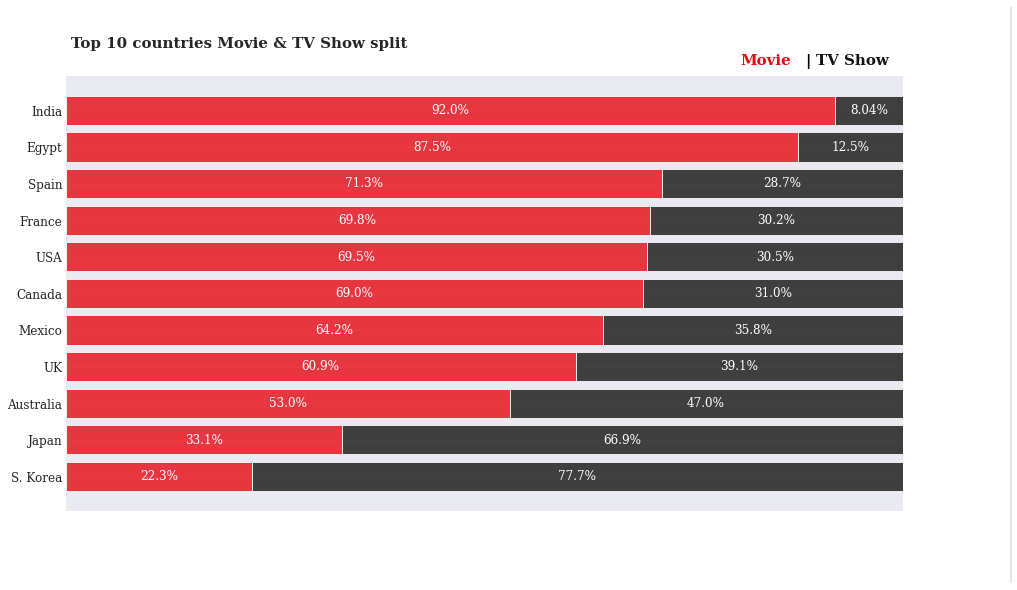 Top 10 countries Movie & TV Show split
Movie | TV Show
India 92.0% 8.04%
Egypt 87.5% 12.5%
Spain 71.3% 28.7%
France 69.8% 30.2%
USA 69.5% 30.5%
Canada 69.0% 31.0%
Mexico 64.2% 35.8%
UK 60.9% 39.1%
Australia 53.0% 47.0%
Japan 33.1% 66.9%
S. Korea 22.3% 77.7%